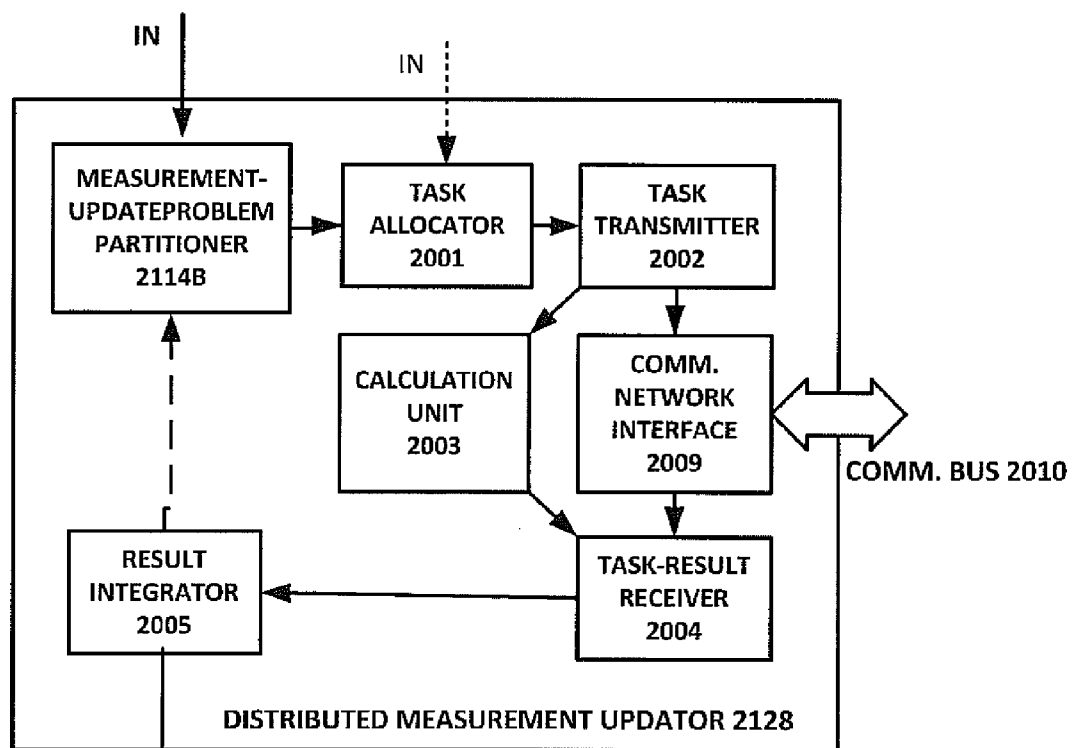 IN
IN
MEASUREMENT-
UPDATEPROBLEM
PARTITIONER
2114B
TASK
ALLOCATOR
2001
TASK
TRANSMITTER
2002
CALCULATION
UNIT
2003
COMM.
NETWORK
INTERFACE
2009
COMM. BUS 2010
RESULT
INTEGRATOR
2005
TASK-RESULT
RECEIVER
2004
DISTRIBUTED MEASUREMENT UPDATOR 2128